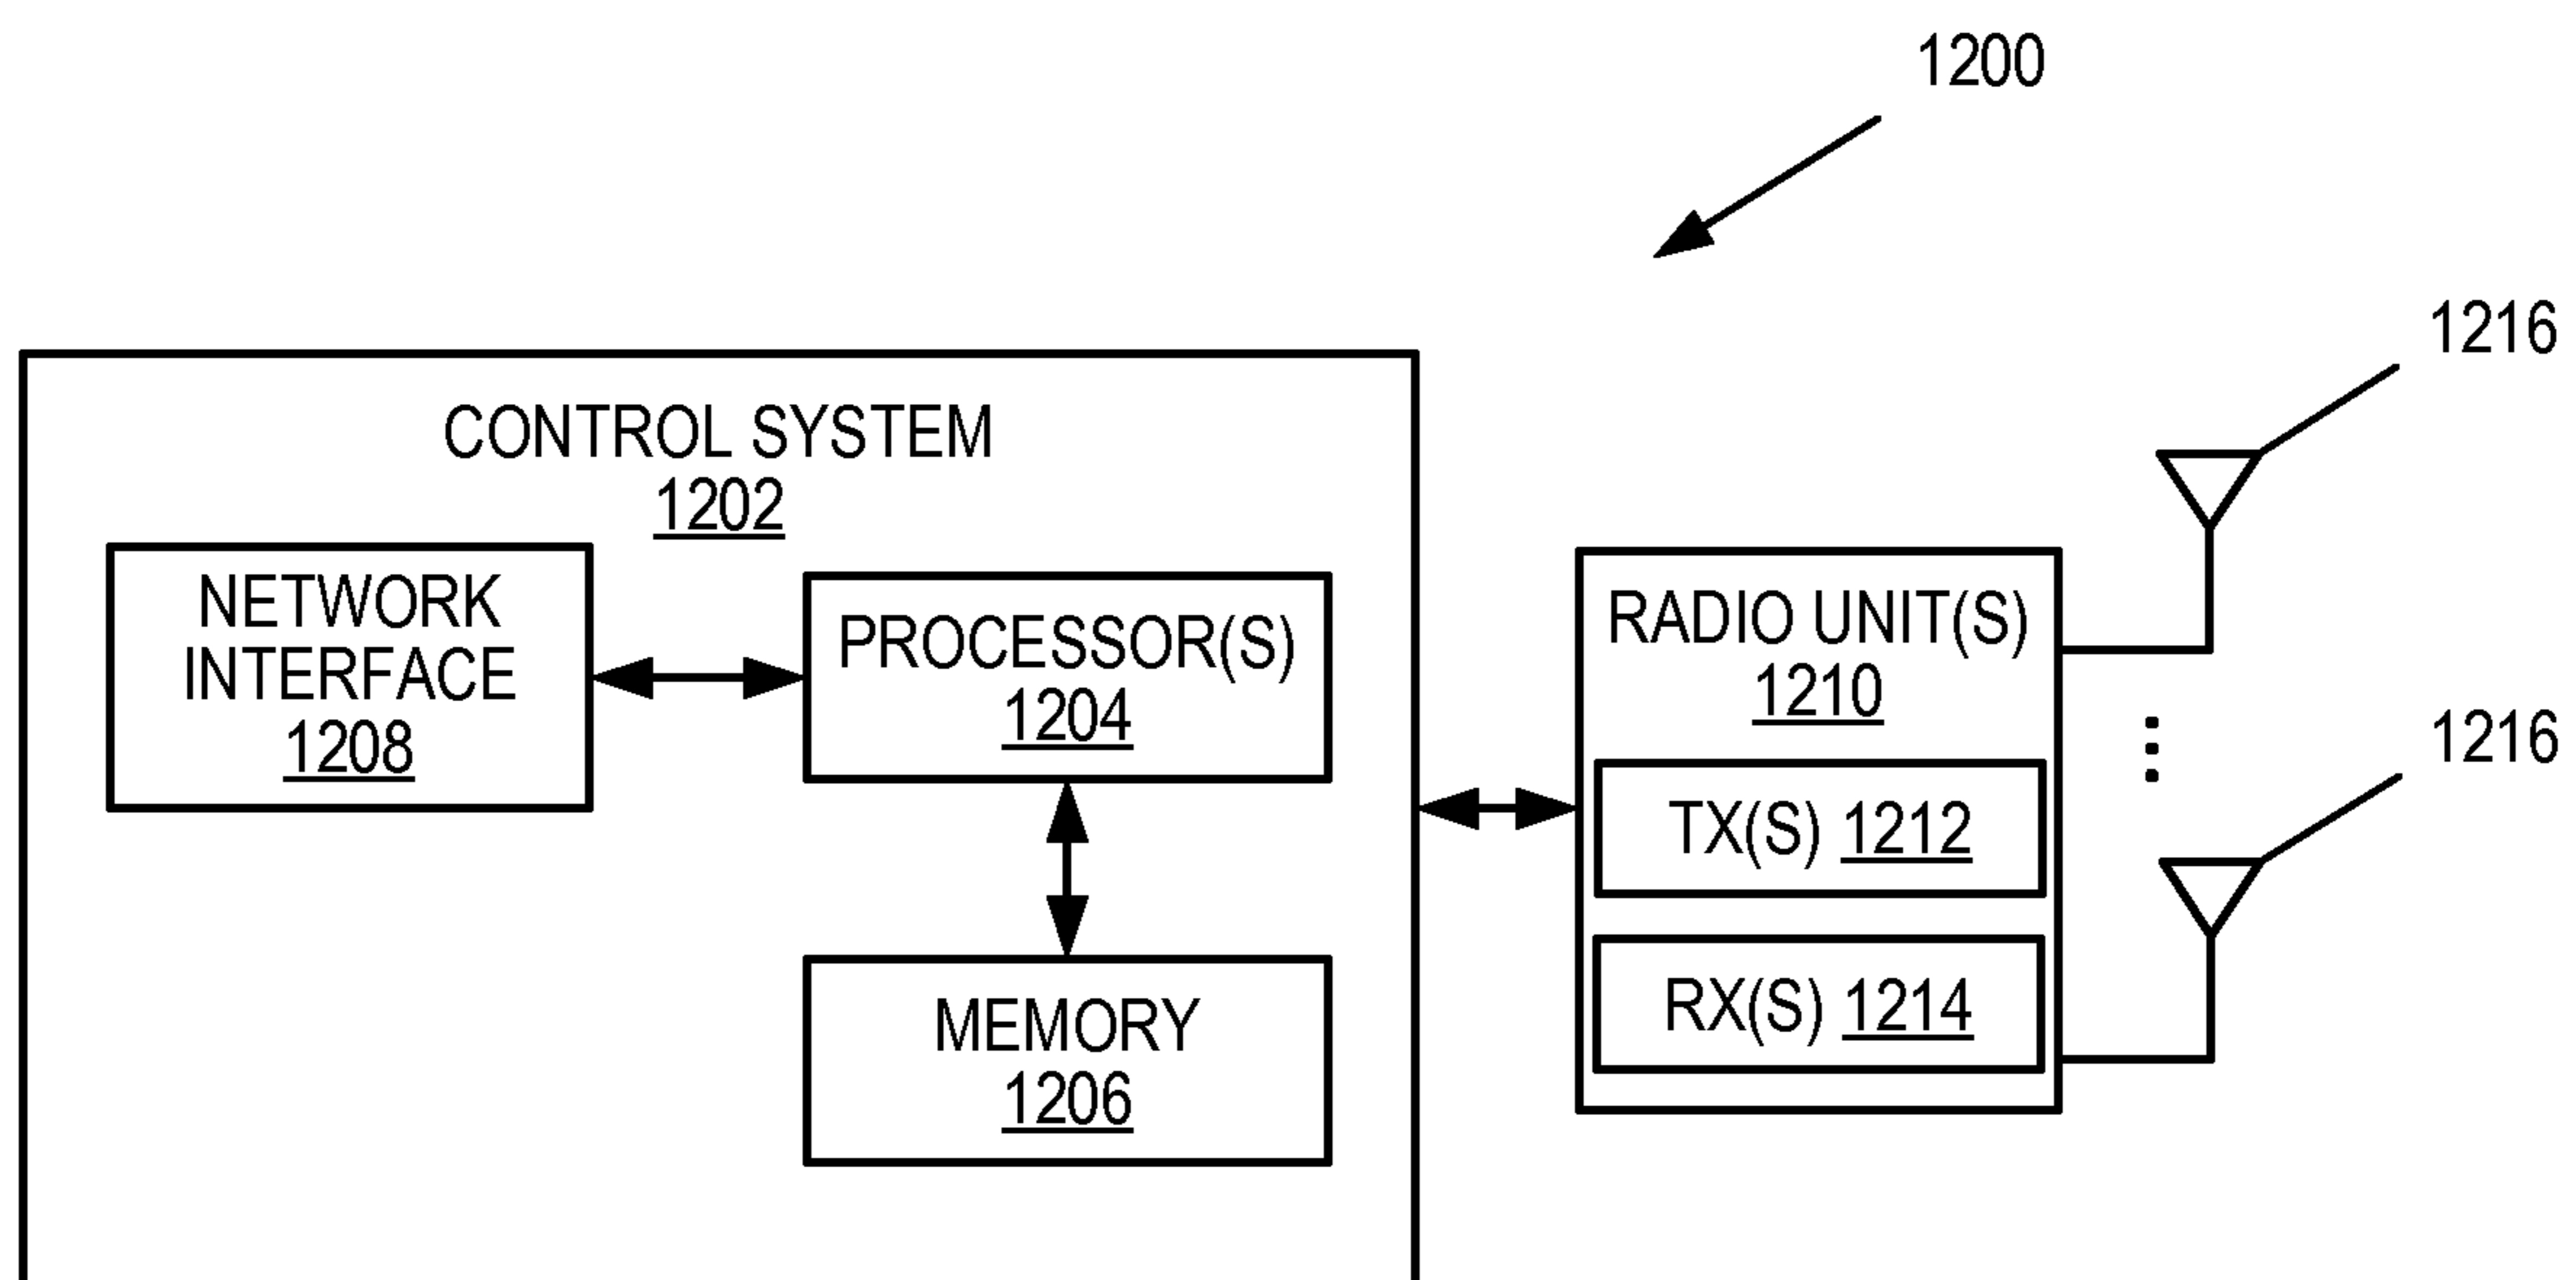 1200
1216
CONTROL SYSTEM
1202
NETWORK
INTERFACE
1208
PROCESSOR(S)
1204
MEMORY
1206
RADIO UNIT(S)
1210
TX(S) 1212
RX(S) 1214
1216